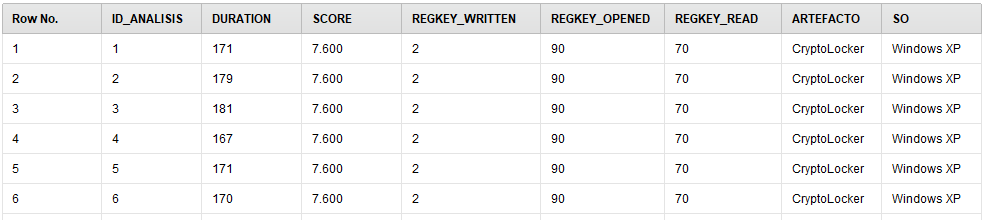 Row No. ID_ANALISIS DURATION SCORE REGKEY_WRITTEN REGKEY_OPENED REGKEY_READ ARTEFACTO SO
1 1 171 7.600 2 90 70 CryptoLocker Windows XP
2 2 179 7.600 2 90 70 CryptoLocker Windows XP
3 3 181 7.600 2 90 70 CryptoLocker Windows XP
4 4 167 7.600 2 90 70 CryptoLocker Windows XP
5 5 171 7.600 2 90 70 CryptoLocker Windows XP
6 6 170 7.600 2 90 70 CryptoLocker Windows XP